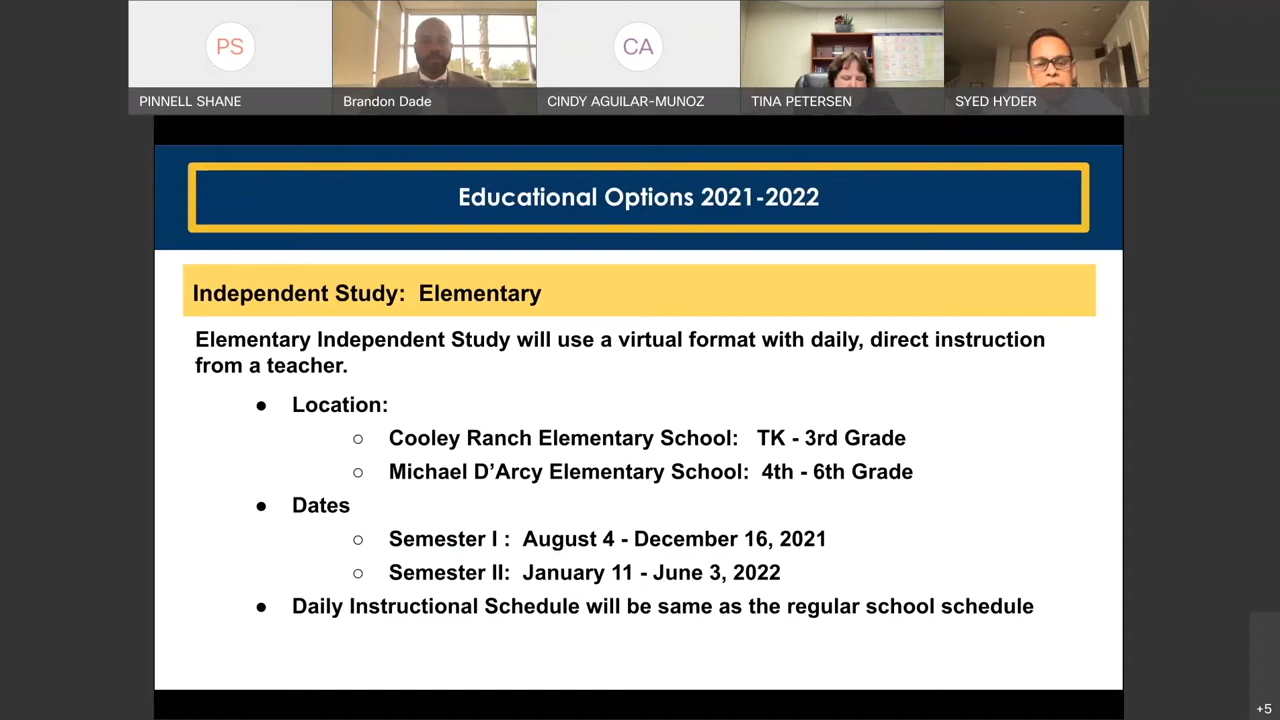 PS
CA
PINNELL SHANE
Brandon Dade
CINDY AGUILAR-MUNOZ
TINA PETERSEN
SYED HYDER
Educational Options 2021-2022
Independent Study: Elementary
Elementary Independent Study will use a virtual format with daily, direct instruction
from a teacher.
● Location:
○ Cooley Ranch Elementary School: TK - 3rd Grade
○ Michael D’Arcy Elementary School: 4th - 6th Grade
● Dates
○ Semester I : August 4 - December 16, 2021
○ Semester II: January 11 - June 3, 2022
● Daily Instructional Schedule will be same as the regular school schedule
+5